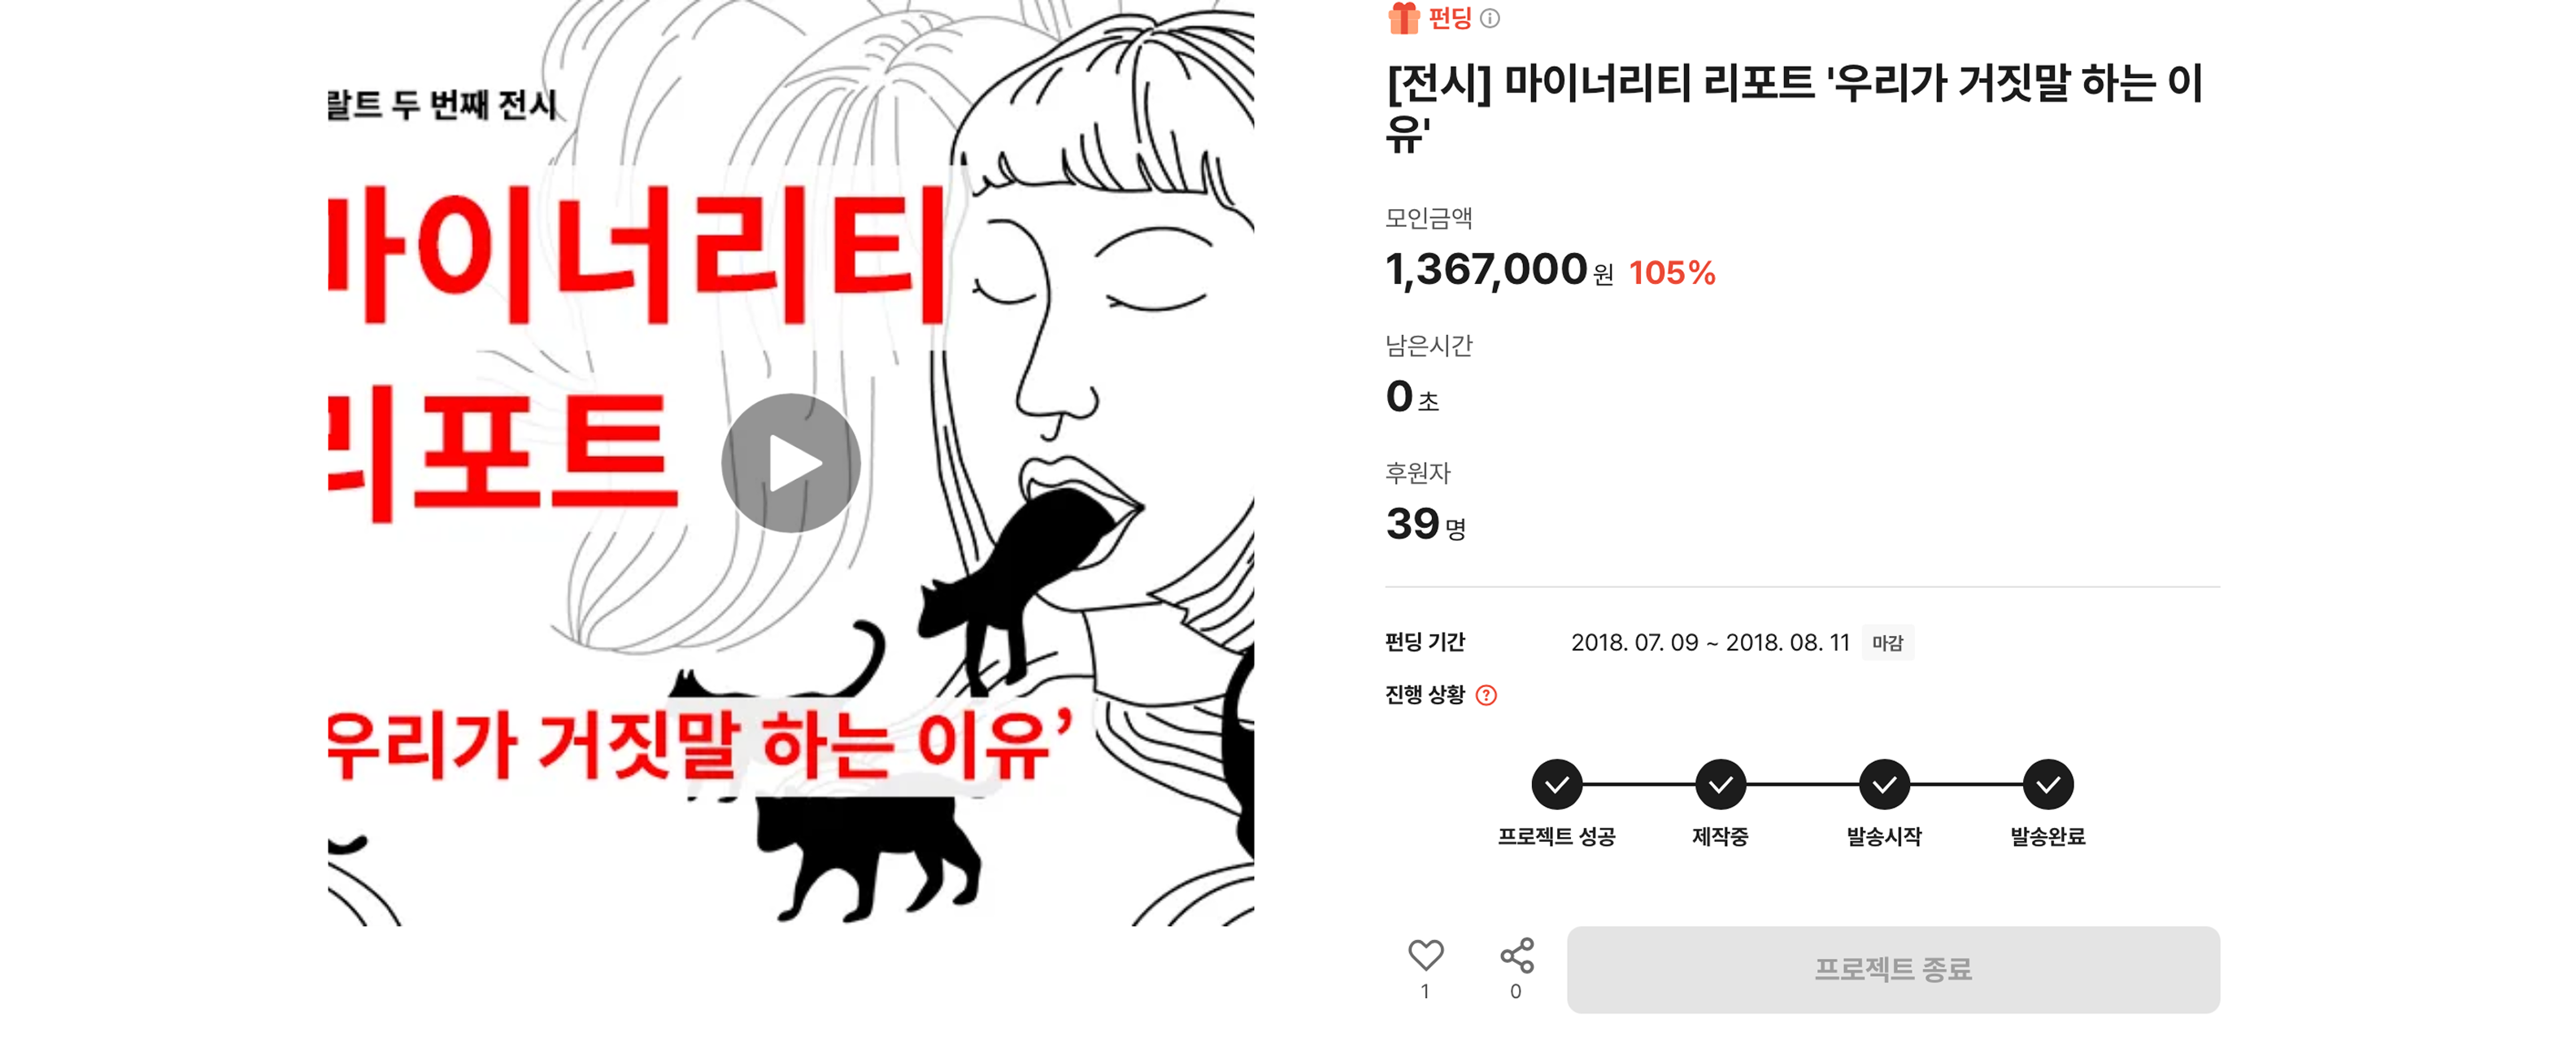 랄트 두 번째 전시
마이너리티
리포트
우리가 거짓말 하는 이유’
펀딩
[전시] 마이너리티 리포트 '우리가 거짓말 하는 이
유'
모인금액
1,367,000원 105%
남은시간
0초
후원자
39명
펀딩 기간 2018. 07. 09 ~ 2018. 08. 11 마감
진행 상황 ?
프로젝트 성공 제작중 발송시작 발송완료
1 0
프로젝트 종료